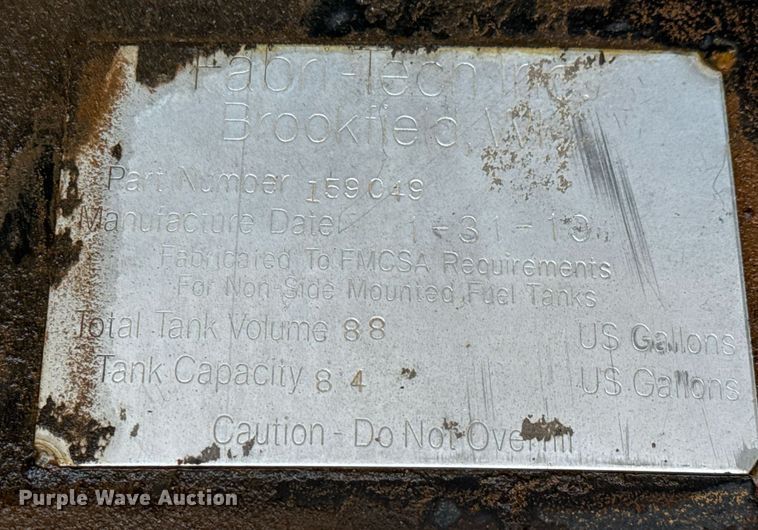 Fabri-Tech Inc.
Brookfield, WI
Part Number 159049
Manufacture Date 1-31-19
Fabricated To FMCSA Requirements
For Non-Side Mounted Fuel Tanks
Total Tank Volume 88 US Gallons
Tank Capacity 84 US Gallons
Caution - Do Not Overfill
Purple Wave Auction